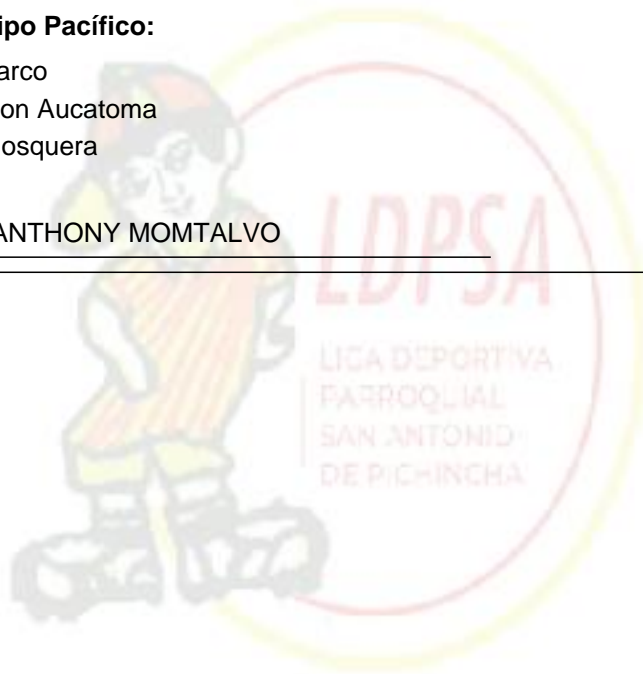 ipo Pacífico:
arco
on Aucatoma
osquera
ANTHONY MOMTALVO
LDPSA
LIGA DEPORTIVA
PARROQUIAL
SAN ANTONIO
DE PICHINCHA